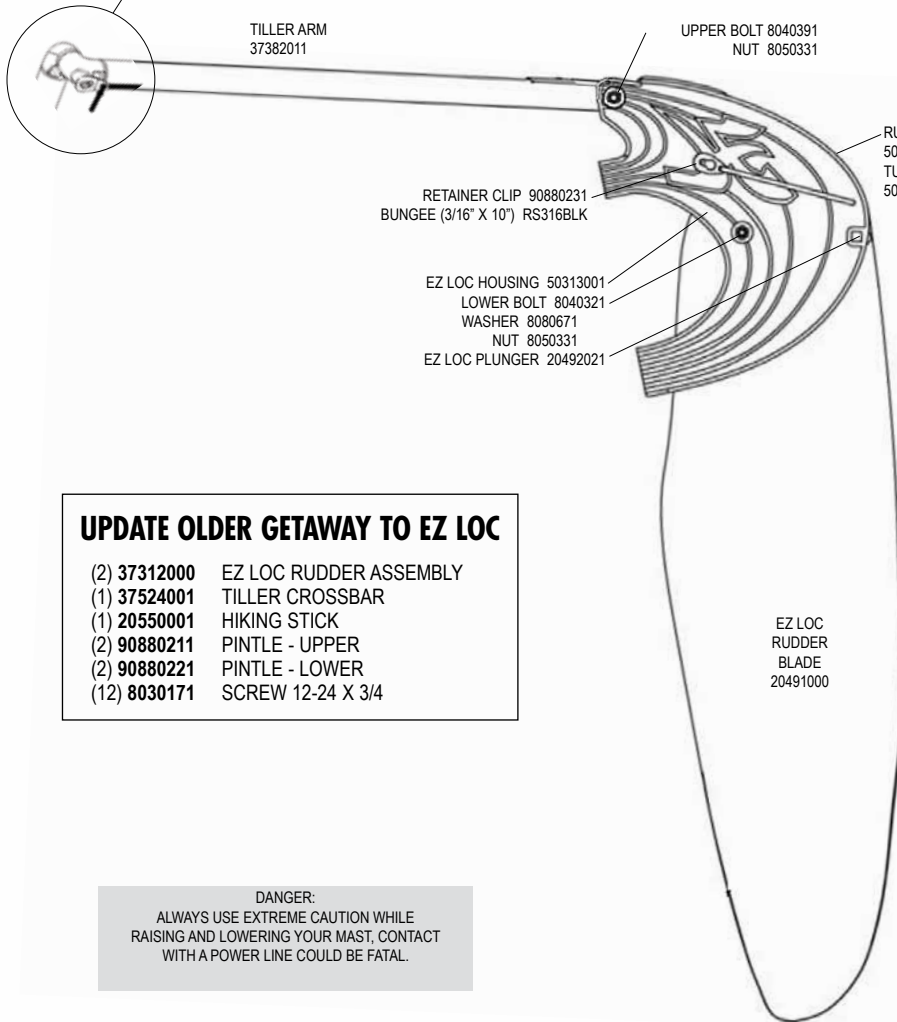 TILLER ARM
37382011
UPPER BOLT 8040391
NUT 8050331
RETAINER CLIP 90880231
BUNGEE (3/16” X 10”) RS316BLK
EZ LOC HOUSING 50313001
LOWER BOLT 8040321
WASHER 8080671
NUT 8050331
EZ LOC PLUNGER 20492021
UPDATE OLDER GETAWAY TO EZ LOC
(2) 37312000 EZ LOC RUDDER ASSEMBLY
(1) 37524001 TILLER CROSSBAR
(1) 20550001 HIKING STICK
(2) 90880211 PINTLE - UPPER
(2) 90880221 PINTLE - LOWER
(12) 8030171 SCREW 12-24 X 3/4
EZ LOC
RUDDER
BLADE
20491000
DANGER:
ALWAYS USE EXTREME CAUTION WHILE
RAISING AND LOWERING YOUR MAST, CONTACT
WITH A POWER LINE COULD BE FATAL.